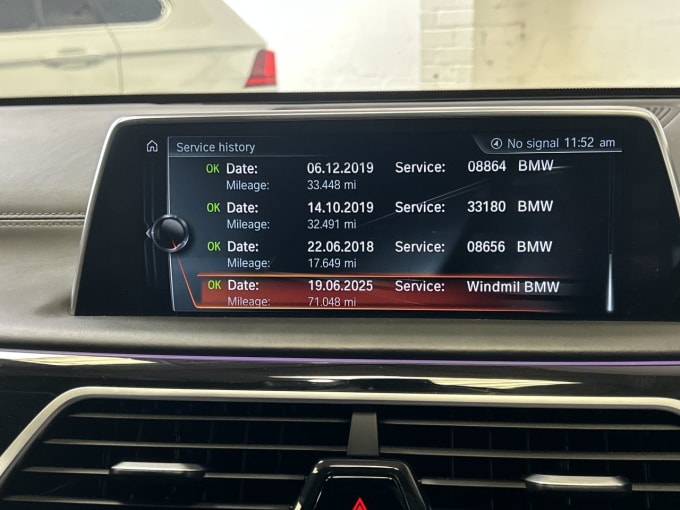 Service history
No signal 11:52 am
OK Date: 06.12.2019 Service: 08864 BMW
Mileage: 33.448 mi
OK Date: 14.10.2019 Service: 33180 BMW
Mileage: 32.491 mi
OK Date: 22.06.2018 Service: 08656 BMW
Mileage: 17.649 mi
OK Date: 19.06.2025 Service: Windmil BMW
Mileage: 71.048 mi